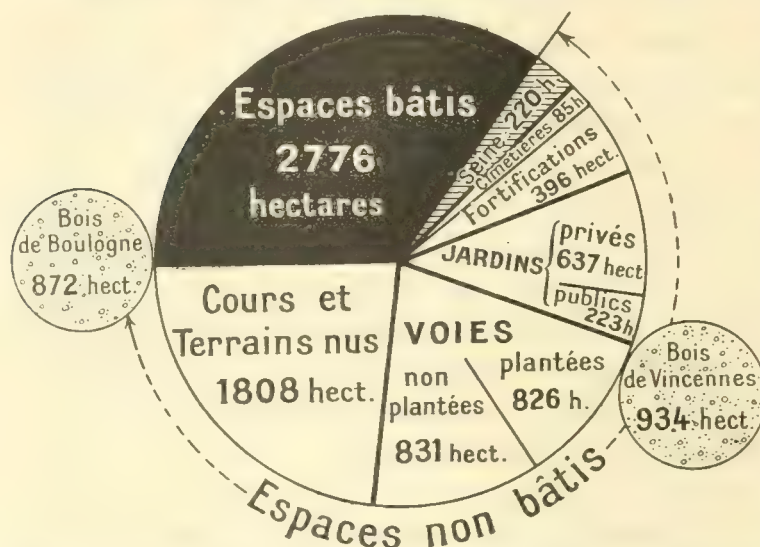 Espaces bâtis
2776
hectares
Seine 220 h.
Cimetières 85 h
Fortifications
396 hect.
JARDINS
privés
637 hect
publics
223 h
Bois
de Boulogne
872 hect.
Cours et
Terrains nus
1808 hect.
VOIES
non
plantées
831 hect.
plantées
826 h.
Bois
de Vincennes
934 hect.
Espaces non bâtis